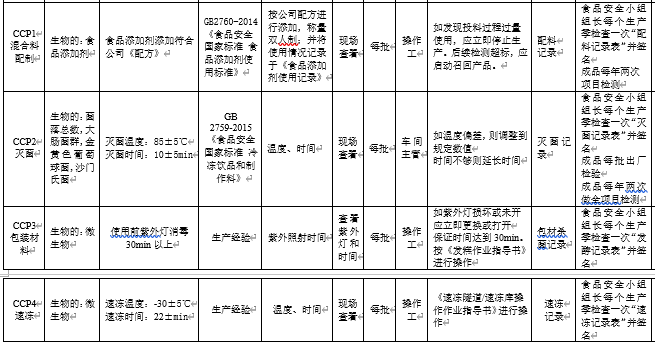 CCP1
混合料
配制
生物的：食
品添加剂
食品添加剂添加符合
公司《配方》
GB2760-2014
《食品安全
国家标准 食
品添加剂使
用标准》
按公司配方进
行添加，称量
双人制，并将
使用情况记录
于《食品添加
剂使用记录》
现场
查看
每批
操作
工
如发现投料过程过量
使用，应立即停止生
产。后续检测超标，应
启动召回产品。
配料
记录
食品安全小组
组长每个生产
季检查一次“配
料记录表”并签
名
成品每年两次
项目检测
CCP2
灭菌
生物的：菌
落总数，大
肠菌群，金
黄色葡萄
球菌，沙门
氏菌
灭菌温度：85±5℃
灭菌时间：10±5min
GB
2759-2015
《食品安全
国家标准 冷
冻饮品和制
作料》
温度、时间
现场
查看
每批
车间
主管
如温度偏差，则调整到
规定数值
时间不够则延长时间
灭菌记
录
食品安全小组
组长每个生产
季检查一次“灭
菌记录表”并签
名
成品每批出厂
检验
成品每年两次
做全项目检测
CCP3
包装材
料
生物的：微
生物
使用前紫外灯消毒
30min 以上
生产经验
紫外照射时间
查看
紫外
灯和
时间
每批
操作
工
如紫外灯损坏或未开
应立即更换或打开
保证时间达到 30min。
按《发糕作业指导书》
进行操作
包材杀
菌记录
食品安全小组
组长每个生产
季检查一次“发
酵记录表”并签
名
CCP4
速冻
生物的：微
生物
速冻温度：-30±5℃
速冻时间：22±min
生产经验
温度、时间
现场
查看
每批
操作
工
《速冻隧道/速冻库操
作作业指导书》进行操
作
速冻
记录
食品安全小组
组长每个生产
季检查一次“速
冻记录表”并签
名